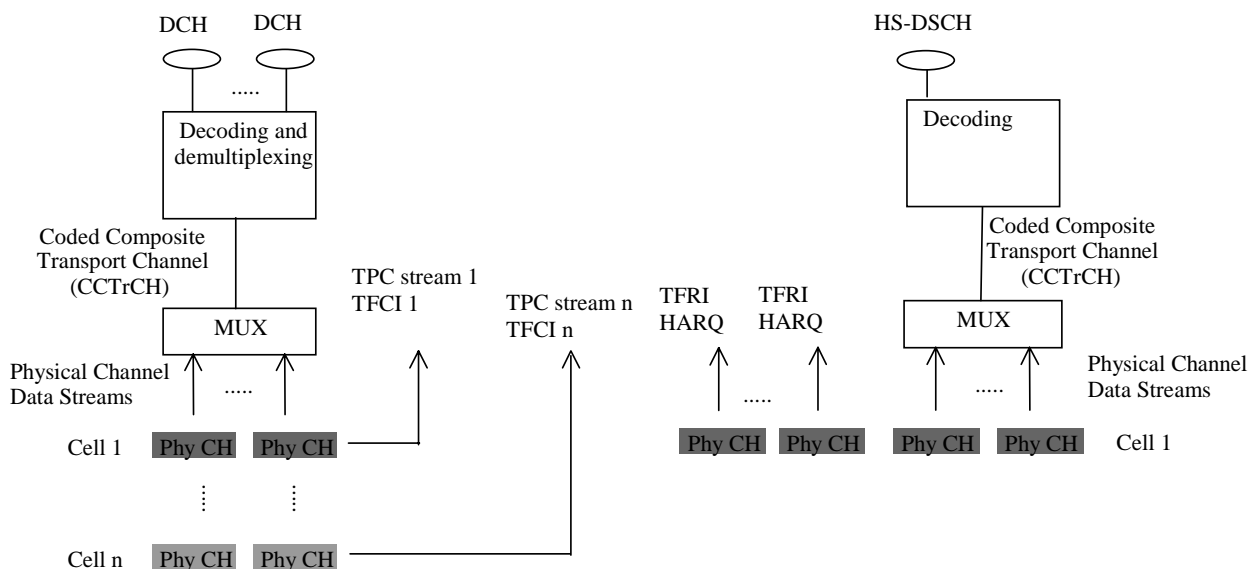 DCH
DCH
HS-DSCH
.....
Decoding and
demultiplexing
Decoding
Coded Composite
Transport Channel
(CCTrCH)
Coded Composite
Transport Channel
(CCTrCH)
TPC stream 1
TFCI 1
TPC stream n
TFCI n
TFRI
HARQ
TFRI
HARQ
MUX
MUX
Physical Channel
Data Streams
.....
.....
.....
Physical Channel
Data Streams
Cell 1
Phy CH
Phy CH
Phy CH
Phy CH
Phy CH
Phy CH
Cell 1
Cell n
Phy CH
Phy CH